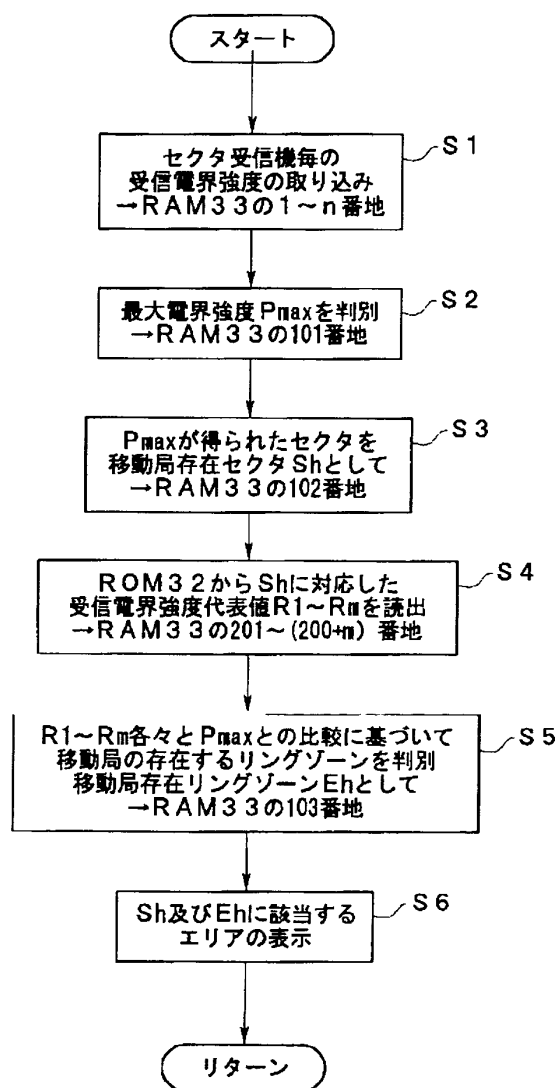 スタート
セクタ受信機毎の
受信電界強度の取り込み
→RAM33の1～n番地
S1
最大電界強度Pmaxを判別
→RAM33の101番地
S2
Pmaxが得られたセクタを
移動局存在セクタShとして
→RAM33の102番地
S3
ROM32からShに対応した
受信電界強度代表値R1～Rmを読出
→RAM33の201～(200+m)番地
S4
R1～Rm各々とPmaxとの比較に基づいて
移動局の存在するリングゾーンを判別
移動局存在リングゾーンEhとして
→RAM33の103番地
S5
Sh及びEhに該当する
エリアの表示
S6
リターン